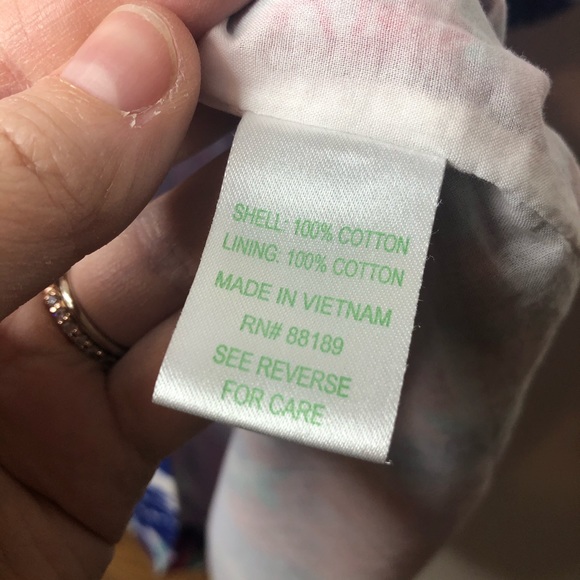 SHELL: 100% COTTON
LINING: 100% COTTON
MADE IN VIETNAM
RN# 88189
SEE REVERSE
FOR CARE